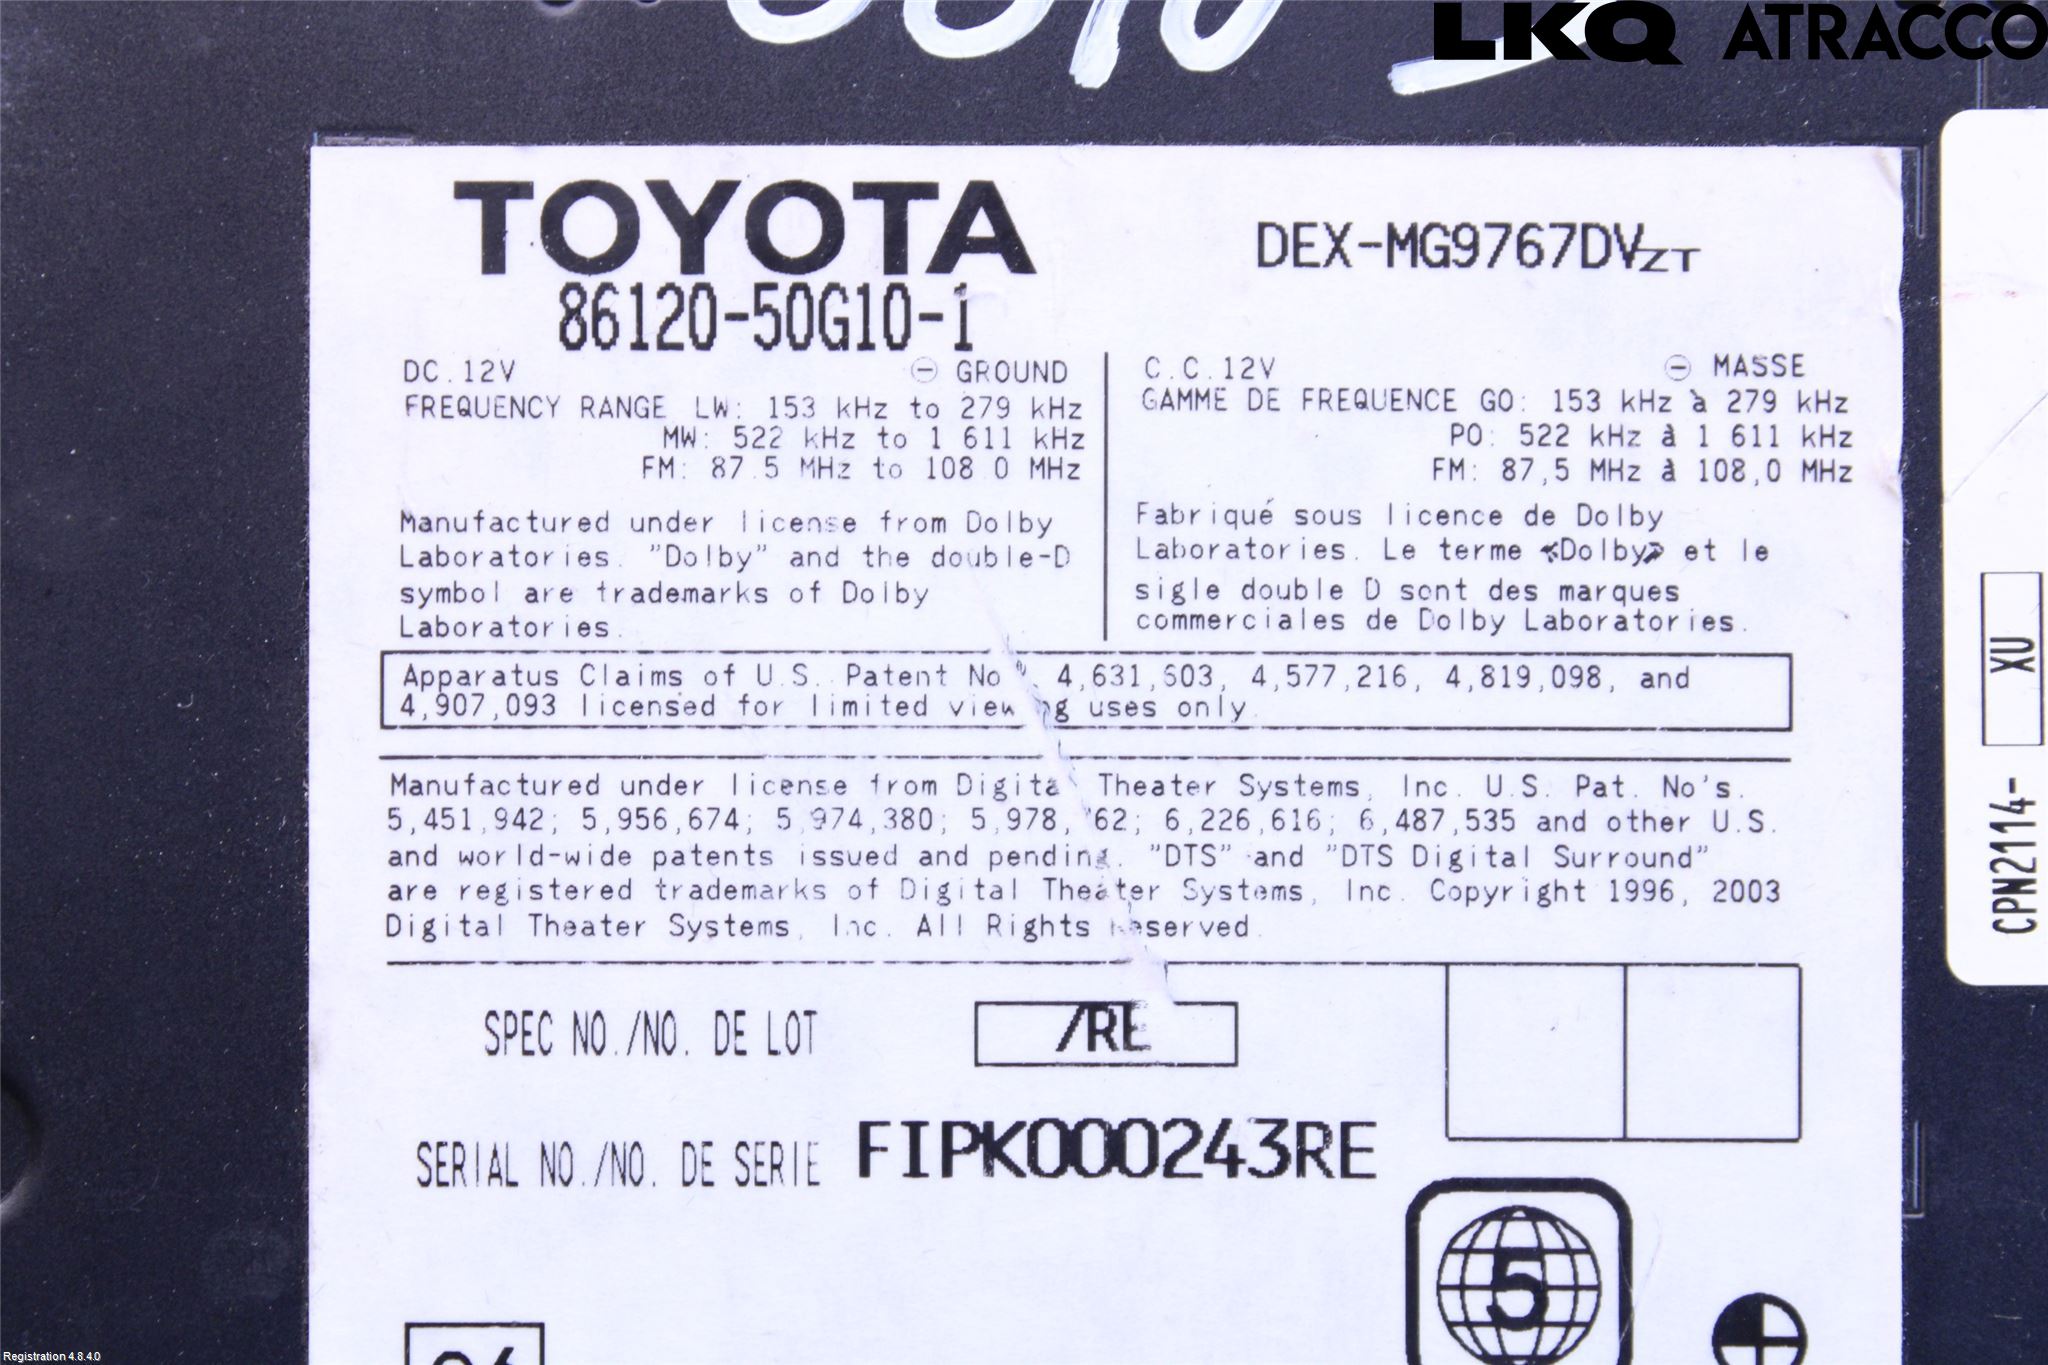 LKQ ATRACCO
TOYOTA
DEX-MG9767DVZT
86120-50G10-1
DC.12V ⊖ GROUND
FREQUENCY RANGE LW: 153 kHz to 279 kHz
MW: 522 kHz to 1 611 kHz
FM: 87.5 MHz to 108.0 MHz
Manufactured under license from Dolby
Laboratories. "Dolby" and the double-D
symbol are trademarks of Dolby
Laboratories.
C.C.12V ⊖ MASSE
GAMME DE FREQUENCE GO: 153 kHz à 279 kHz
PO: 522 kHz à 1 611 kHz
FM: 87,5 MHz à 108,0 MHz
Fabriqué sous licence de Dolby
Laboratories. Le terme «Dolby» et le
sigle double D sont des marques
commerciales de Dolby Laboratories.
Apparatus Claims of U.S. Patent 4,577,216, 4,819,098, and
4,907,093 licensed for limited viewing uses only.
Manufactured under license from Digital Theater Systems, Inc. U.S. Pat. No's.
5,451,942; 5,956,674; 5,974,380; 6,226,616; 6,487,535 and other U.S.
and world-wide patents issued and pending. "DTS" and "DTS Digital Surround"
are registered trademarks of Digital Theater Systems, Inc. Copyright 1996, 2003
Digital Theater Systems, Inc. All Rights Reserved.
SPEC NO./NO. DE LOT /RE
SERIAL NO./NO. DE SERIE FIPK000243RE
5
XU
CPN2114-
Registration 4.8.4.0